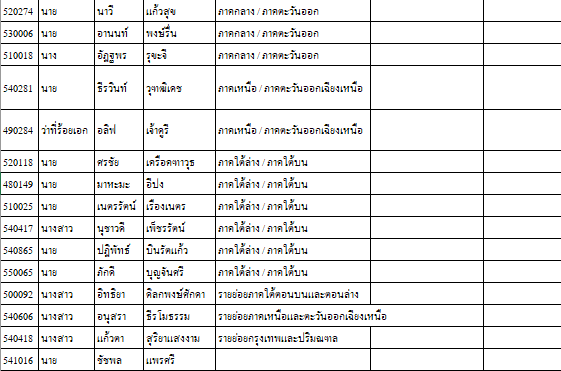 520274 นาย นาวี แก้วสุข ภาคกลาง / ภาคตะวันออก
530006 นาย อานนท์ พงษ์รื่น ภาคกลาง / ภาคตะวันออก
510018 นาง อัฎฐพร รุขะจี ภาคกลาง / ภาคตะวันออก
540281 นาย ธีรวินท์ วุฑฒิเดช ภาคเหนือ / ภาคตะวันออกเฉียงเหนือ
490284 ว่าที่ร้อยเอก อลิฟ เจ้าดูรี ภาคเหนือ / ภาคตะวันออกเฉียงเหนือ
520118 นาย ศรชัย เครือคฑาวุธ ภาคใต้ล่าง / ภาคใต้บน
480149 นาย มาหะมะ อีปง ภาคใต้ล่าง / ภาคใต้บน
510025 นาย เนตรรัตน์ เรืองเนตร ภาคใต้ล่าง / ภาคใต้บน
540417 นางสาว นุชาวดี เพ็ชรรัตน์ ภาคใต้ล่าง / ภาคใต้บน
540865 นาย ปฏิพัทธ์ บินรัตแก้ว ภาคใต้ล่าง / ภาคใต้บน
550065 นาย ภักดี บุญจันศรี ภาคใต้ล่าง / ภาคใต้บน
500092 นางสาว อิทธิยา ดิลกพงษ์ศักดา รายย่อยภาคใต้ตอนบนและตอนล่าง
540606 นางสาว อนุสรา ธีรโมธรรม รายย่อยภาคเหนือและตะวันออกเฉียงเหนือ
540418 นางสาว แก้วตา สุริยาแสงงาม รายย่อยกรุงเทพและปริมณฑล
541016 นาย ชัชพล แพรศรี